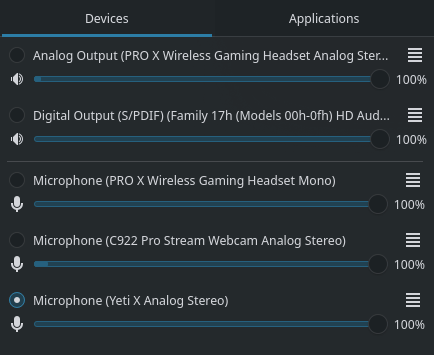 Devices
Applications
Analog Output (PRO X Wireless Gaming Headset Analog Ster...
100%
Digital Output (S/PDIF) (Family 17h (Models 00h-0fh) HD Aud...
100%
Microphone (PRO X Wireless Gaming Headset Mono)
100%
Microphone (C922 Pro Stream Webcam Analog Stereo)
100%
Microphone (Yeti X Analog Stereo)
100%